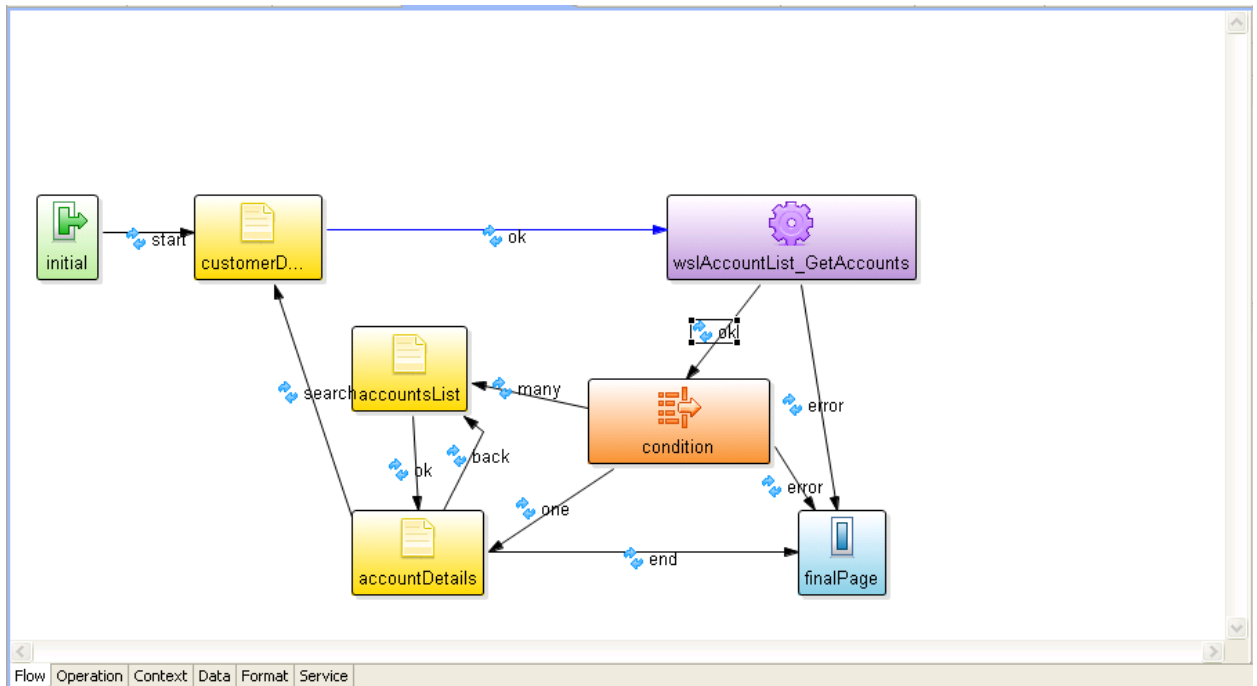 initial
start
customerD...
ok
wslAccountList_GetAccounts
ok
error
search
accountsList
many
condition
ok
back
one
error
accountDetails
end
finalPage
Flow Operation Context Data Format Service